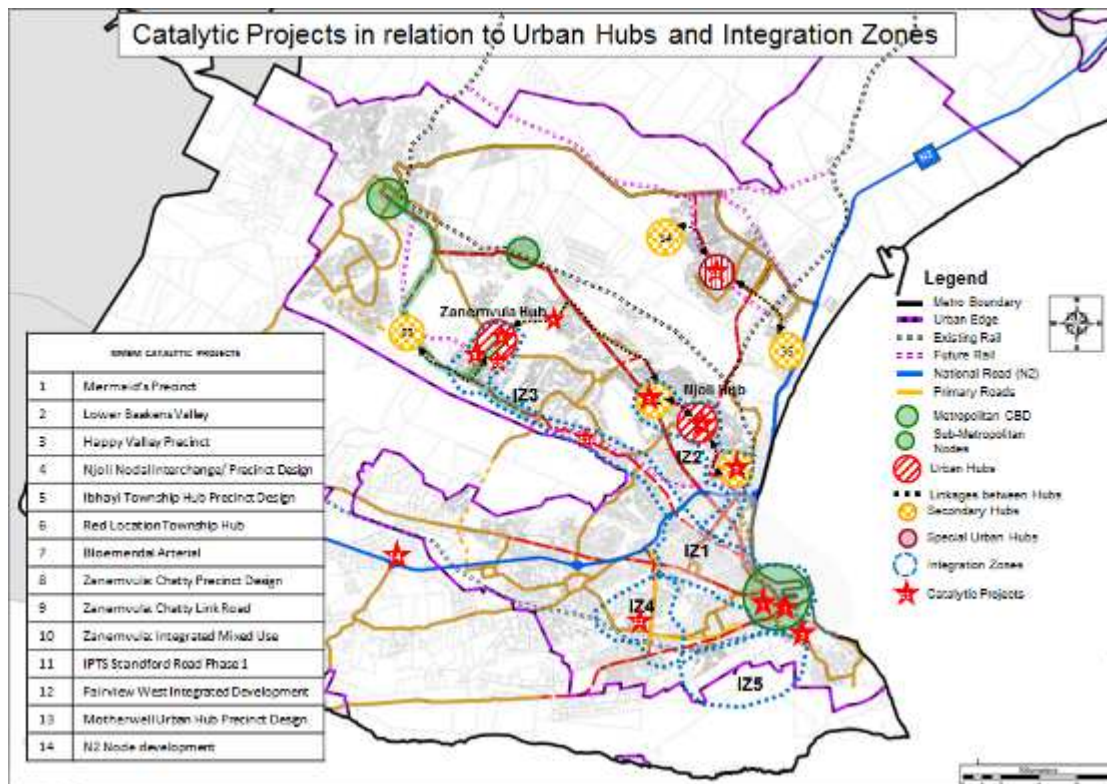 Catalytic Projects in relation to Urban Hubs and Integration Zones
N2
Zanemvula Hub
Njoli Hub
IZ3
IZ2
IZ1
IZ4
IZ5
NMBM CATALYTIC PROJECTS
1 Mermaid's Precinct
2 Lower Baakens Valley
3 Happy Valley Precinct
4 Njoli Nodal Interchange/ Precinct Design
5 Ibhayi Township Hub Precinct Design
6 Red Location Township Hub
7 Bloemendal Arterial
8 Zanemvula: Chatty Precinct Design
9 Zanemvula: Chatty Link Road
10 Zanemvula: Integrated Mixed Use
11 IPTS Standford Road Phase 1
12 Fairview West Integrated Development
13 Motherwell Urban Hub Precinct Design
14 N2 Node development
Legend
Metro Boundary
Urban Edge
Existing Rail
Future Rail
National Road (N2)
Primary Roads
Metropolitan CBD
Sub-Metropolitan
Nodes
Urban Hubs
Linkages between Hubs
Secondary Hubs
Special Urban Hubs
Integration Zones
Catalytic Projects
Kilometers